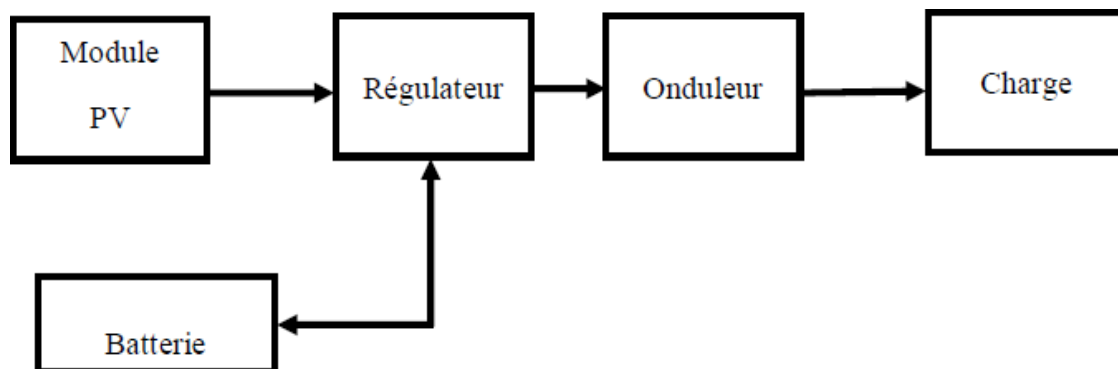 Module
PV
Régulateur
Onduleur
Charge
Batterie